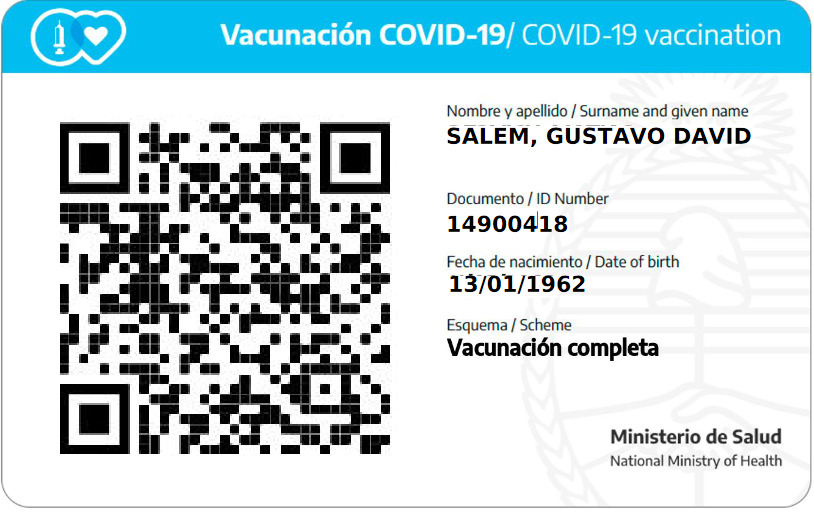 Vacunación COVID-19/ COVID-19 vaccination
Nombre y apellido / Surname and given name
SALEM, GUSTAVO DAVID
Documento / ID Number
14900418
Fecha de nacimiento / Date of birth
13/01/1962
Esquema / Scheme
Vacunación completa
Ministerio de Salud
National Ministry of Health